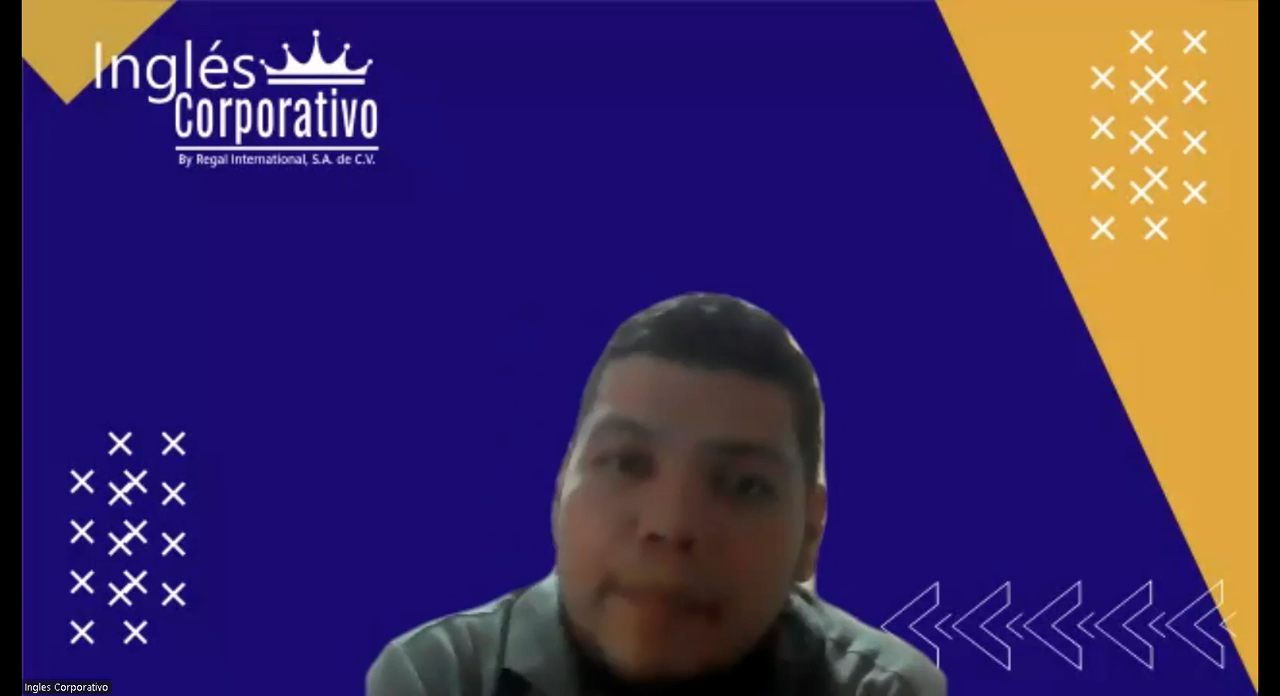 Inglés
Corporativo
By Regal International, S.A. de C.V.
Ingles Corporativo